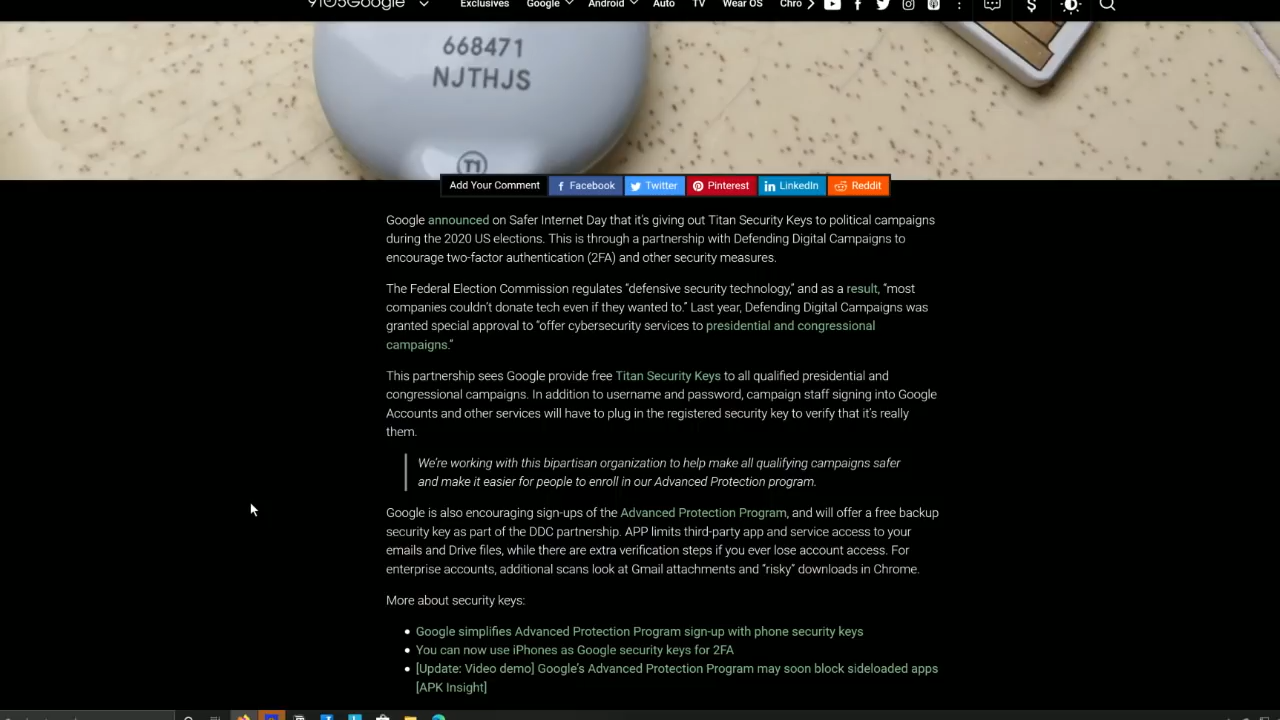 9TO5Google
Exclusives Google Android Auto TV Wear OS Chro
668471
NJTHJS
Add Your Comment Facebook Twitter Pinterest LinkedIn Reddit
Google announced on Safer Internet Day that it's giving out Titan Security Keys to political campaigns
during the 2020 US elections. This is through a partnership with Defending Digital Campaigns to
encourage two-factor authentication (2FA) and other security measures.
The Federal Election Commission regulates “defensive security technology,” and as a result, “most
companies couldn’t donate tech even if they wanted to.” Last year, Defending Digital Campaigns was
granted special approval to “offer cybersecurity services to presidential and congressional
campaigns.”
This partnership sees Google provide free Titan Security Keys to all qualified presidential and
congressional campaigns. In addition to username and password, campaign staff signing into Google
Accounts and other services will have to plug in the registered security key to verify that it’s really
them.
We’re working with this bipartisan organization to help make all qualifying campaigns safer
and make it easier for people to enroll in our Advanced Protection program.
Google is also encouraging sign-ups of the Advanced Protection Program, and will offer a free backup
security key as part of the DDC partnership. APP limits third-party app and service access to your
emails and Drive files, while there are extra verification steps if you ever lose account access. For
enterprise accounts, additional scans look at Gmail attachments and “risky” downloads in Chrome.
More about security keys:
Google simplifies Advanced Protection Program sign-up with phone security keys
You can now use iPhones as Google security keys for 2FA
[Update: Video demo] Google’s Advanced Protection Program may soon block sideloaded apps
[APK Insight]